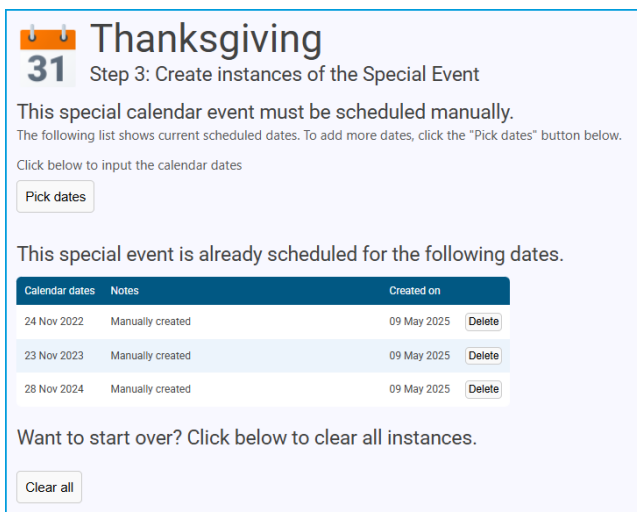 31
Thanksgiving
Step 3: Create instances of the Special Event
This special calendar event must be scheduled manually.
The following list shows current scheduled dates. To add more dates, click the "Pick dates" button below.
Click below to input the calendar dates
Pick dates
This special event is already scheduled for the following dates.
Calendar dates Notes Created on
24 Nov 2022 Manually created 09 May 2025 Delete
23 Nov 2023 Manually created 09 May 2025 Delete
28 Nov 2024 Manually created 09 May 2025 Delete
Want to start over? Click below to clear all instances.
Clear all